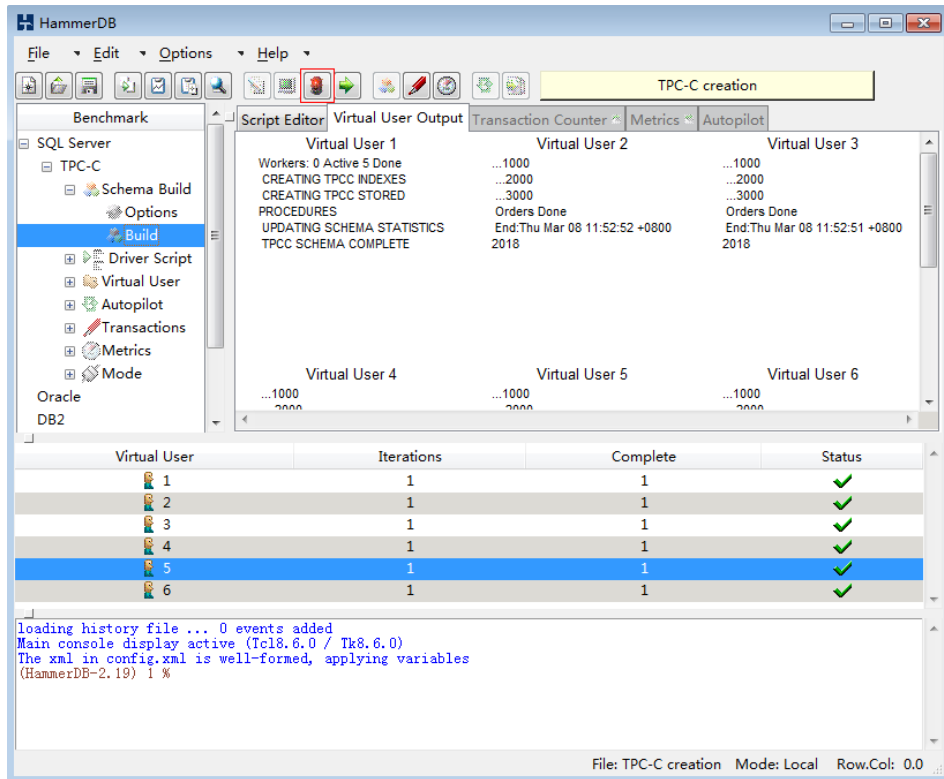 HammerDB
File Edit Options Help
TPC-C creation
Benchmark
SQL Server
TPC-C
Schema Build
Options
Build
Driver Script
Virtual User
Autopilot
Transactions
Metrics
Mode
Oracle
DB2
Script Editor Virtual User Output Transaction Counter Metrics Autopilot
Virtual User 1
Workers: 0 Active 5 Done
CREATING TPCC INDEXES
CREATING TPCC STORED
PROCEDURES
UPDATING SCHEMA STATISTICS
TPCC SCHEMA COMPLETE
Virtual User 2
...1000
...2000
...3000
Orders Done
End:Thu Mar 08 11:52:52 +0800
2018
Virtual User 3
...1000
...2000
...3000
Orders Done
End:Thu Mar 08 11:52:51 +0800
2018
Virtual User 4
...1000
...2000
Virtual User 5
...1000
...2000
Virtual User 6
...1000
...2000
Virtual User Iterations Complete Status
1 1 1
2 1 1
3 1 1
4 1 1
5 1 1
6 1 1
loading history file ... 0 events added
Main console display active (Tcl8.6.0 / Tk8.6.0)
The xml in config.xml is well-formed, applying variables
(HammerDB-2.19) 1 %
File: TPC-C creation Mode: Local Row.Col: 0.0